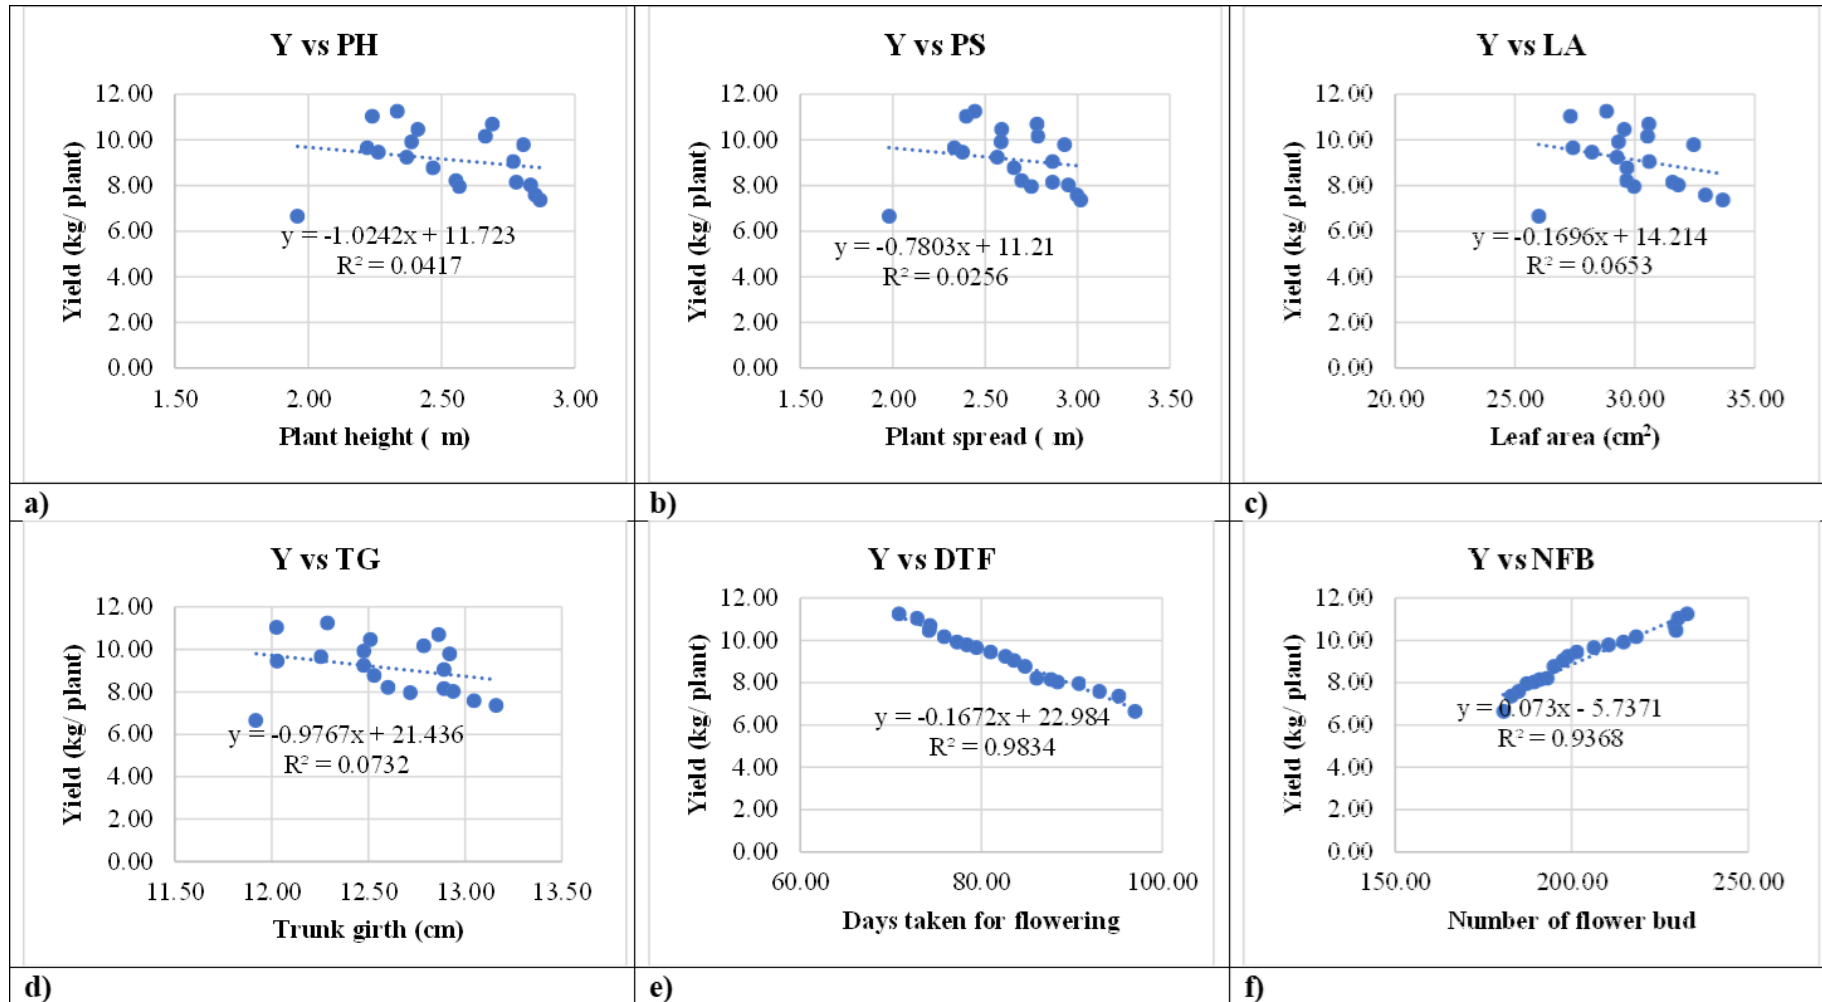 Y vs PH
12.00
10.00
8.00
6.00
4.00
2.00
0.00
Yield (kg/ plant)
y = -1.0242x + 11.723
R² = 0.0417
1.50 2.00 2.50 3.00
Plant height ( m)
a)
Y vs PS
12.00
10.00
8.00
6.00
4.00
2.00
0.00
Yield (kg/ plant)
y = -0.7803x + 11.21
R² = 0.0256
1.50 2.00 2.50 3.00 3.50
Plant spread ( m)
b)
Y vs LA
12.00
10.00
8.00
6.00
4.00
2.00
0.00
Yield (kg/ plant)
y = -0.1696x + 14.214
R² = 0.0653
20.00 25.00 30.00 35.00
Leaf area (cm²)
c)
Y vs TG
12.00
10.00
8.00
6.00
4.00
2.00
0.00
Yield (kg/ plant)
y = -0.9767x + 21.436
R² = 0.0732
11.50 12.00 12.50 13.00 13.50
Trunk girth (cm)
d)
Y vs DTF
12.00
10.00
8.00
6.00
4.00
2.00
0.00
Yield (kg/ plant)
y = -0.1672x + 22.984
R² = 0.9834
60.00 80.00 100.00
Days taken for flowering
e)
Y vs NFB
12.00
10.00
8.00
6.00
4.00
2.00
0.00
Yield (kg/ plant)
y = 0.073x - 5.7371
R² = 0.9368
150.00 200.00 250.00
Number of flower bud
f)